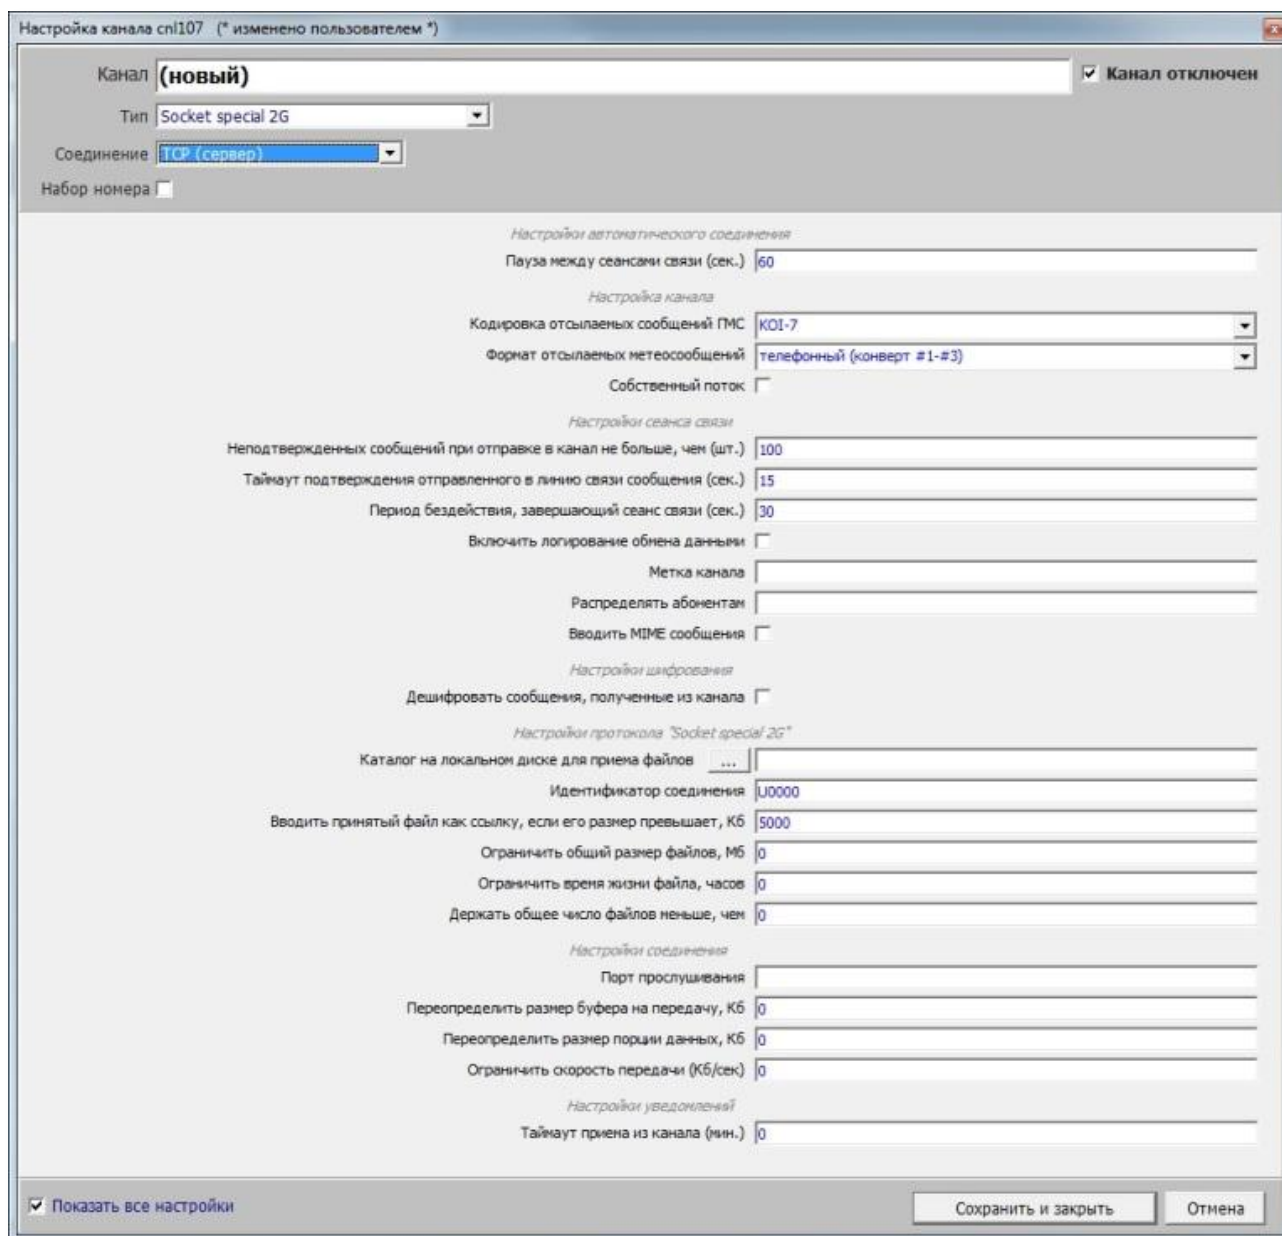 Настройка канала cnl107 (* изменено пользователем *)
Канал (новый) Канал отключен
Тип Socket special 2G
Соединение TCP (сервер)
Набор номера
Настройки автоматического соединения
Пауза между сеансами связи (сек.) 60
Настройка канала
Кодировка отсылаемых сообщений ГМС KOI-7
Формат отсылаемых метеосообщений телефонный (конверт #1-#3)
Собственный поток
Настройки сеанса связи
Неподтвержденных сообщений при отправке в канал не больше, чем (шт.) 100
Таймаут подтверждения отправленного в линию связи сообщения (сек.) 15
Период бездействия, завершающий сеанс связи (сек.) 30
Включить логирование обмена данными
Метка канала
Распределять абонентам
Вводить MIME сообщения
Настройки шифрования
Дешифровать сообщения, полученные из канала
Настройки протокола "Socket special 2G"
Каталог на локальном диске для приема файлов ...
Идентификатор соединения U0000
Вводить принятый файл как ссылку, если его размер превышает, Кб 5000
Ограничить общий размер файлов, Мб 0
Ограничить время жизни файла, часов 0
Держать общее число файлов меньше, чем 0
Настройки соединения
Порт прослушивания
Переопределить размер буфера на передачу, Кб 0
Переопределить размер порции данных, Кб 0
Ограничить скорость передачи (Кб/сек) 0
Настройки уведомлений
Таймаут приема из канала (мин.) 0
Показать все настройки Сохранить и закрыть Отмена